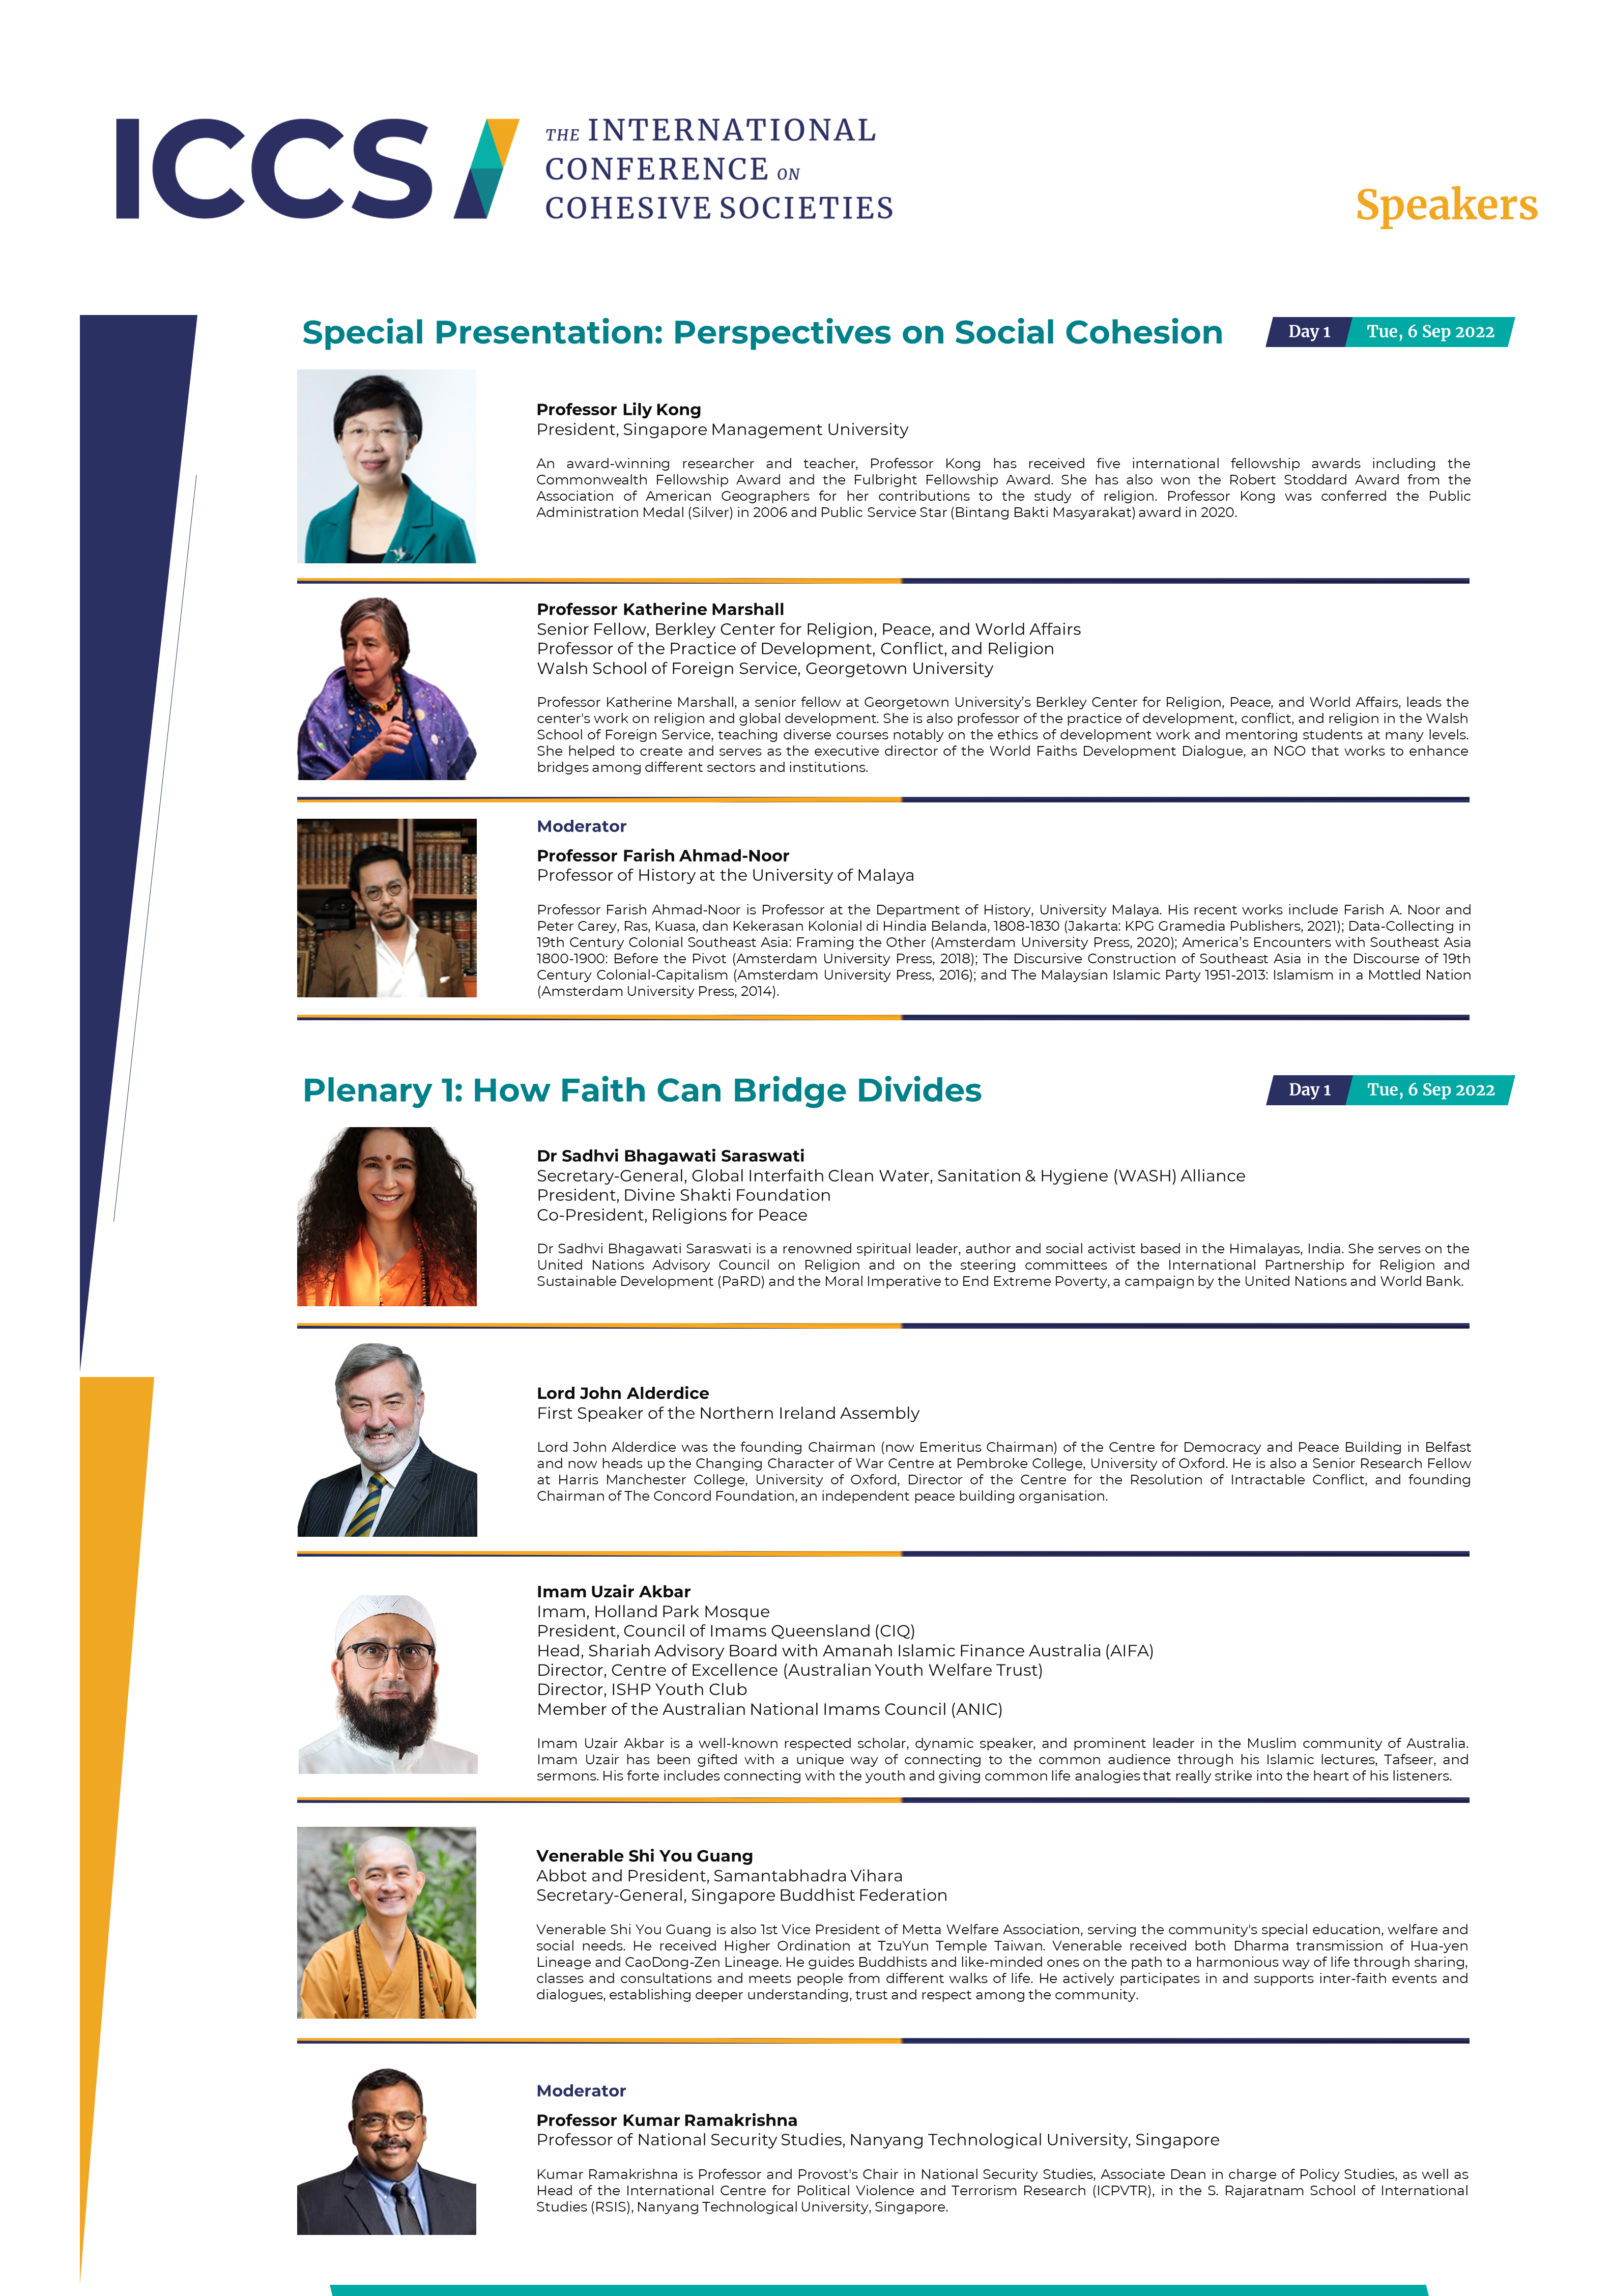 ICCS
THE INTERNATIONAL
CONFERENCE ON
COHESIVE SOCIETIES
Speakers
Special Presentation: Perspectives on Social Cohesion
Day 1 Tue, 6 Sep 2022
Professor Lily Kong
President, Singapore Management University
An award-winning researcher and teacher, Professor Kong has received five international fellowship awards including the
Commonwealth Fellowship Award and the Fulbright Fellowship Award. She has also won the Robert Stoddard Award from the
Association of American Geographers for her contributions to the study of religion. Professor Kong was conferred the Public
Administration Medal (Silver) in 2006 and Public Service Star (Bintang Bakti Masyarakat) award in 2020.
Professor Katherine Marshall
Senior Fellow, Berkley Center for Religion, Peace, and World Affairs
Professor of the Practice of Development, Conflict, and Religion
Walsh School of Foreign Service, Georgetown University
Professor Katherine Marshall, a senior fellow at Georgetown University's Berkley Center for Religion, Peace, and World Affairs, leads the
center's work on religion and global development. She is also professor of the practice of development, conflict, and religion in the Walsh
School of Foreign Service, teaching diverse courses notably on the ethics of development work and mentoring students at many levels.
She helped to create and serves as the executive director of the World Faiths Development Dialogue, an NGO that works to enhance
bridges among different sectors and institutions.
Moderator
Professor Farish Ahmad-Noor
Professor of History at the University of Malaya
Professor Farish Ahmad-Noor is Professor at the Department of History, University Malaya. His recent works include Farish A. Noor and
Peter Carey, Ras, Kuasa, dan Kekerasan Kolonial di Hindia Belanda, 1808-1830 (Jakarta: KPG Gramedia Publishers, 2021); Data-Collecting in
19th Century Colonial Southeast Asia: Framing the Other (Amsterdam University Press, 2020); America's Encounters with Southeast Asia
1800-1900: Before the Pivot (Amsterdam University Press, 2018); The Discursive Construction of Southeast Asia in the Discourse of 19th
Century Colonial-Capitalism (Amsterdam University Press, 2016); and The Malaysian Islamic Party 1951-2013: Islamism in a Mottled Nation
(Amsterdam University Press, 2014).
Plenary 1: How Faith Can Bridge Divides
Day 1 Tue, 6 Sep 2022
Dr Sadhvi Bhagawati Saraswati
Secretary-General, Global Interfaith Clean Water, Sanitation & Hygiene (WASH) Alliance
President, Divine Shakti Foundation
Co-President, Religions for Peace
Dr Sadhvi Bhagawati Saraswati is a renowned spiritual leader, author and social activist based in the Himalayas, India. She serves on the
United Nations Advisory Council on Religion and on the steering committees of the International Partnership for Religion and
Sustainable Development (PaRD) and the Moral Imperative to End Extreme Poverty, a campaign by the United Nations and World Bank.
Lord John Alderdice
First Speaker of the Northern Ireland Assembly
Lord John Alderdice was the founding Chairman (now Emeritus Chairman) of the Centre for Democracy and Peace Building in Belfast
and now heads up the Changing Character of War Centre at Pembroke College, University of Oxford. He is also a Senior Research Fellow
at Harris Manchester College, University of Oxford, Director of the Centre for the Resolution of Intractable Conflict, and founding
Chairman of The Concord Foundation, an independent peace building organisation.
Imam Uzair Akbar
Imam, Holland Park Mosque
President, Council of Imams Queensland (CIQ)
Head, Shariah Advisory Board with Amanah Islamic Finance Australia (AIFA)
Director, Centre of Excellence (Australian Youth Welfare Trust)
Director, ISHP Youth Club
Member of the Australian National Imams Council (ANIC)
Imam Uzair Akbar is a well-known respected scholar, dynamic speaker, and prominent leader in the Muslim community of Australia.
Imam Uzair has been gifted with a unique way of connecting to the common audience through his Islamic lectures, Tafseer, and
sermons. His forte includes connecting with the youth and giving common life analogies that really strike into the heart of his listeners.
Venerable Shi You Guang
Abbot and President, Samantabhadra Vihara
Secretary-General, Singapore Buddhist Federation
Venerable Shi You Guang is also 1st Vice President of Metta Welfare Association, serving the community's special education, welfare and
social needs. He received Higher Ordination at TzuYun Temple Taiwan. Venerable received both Dharma transmission of Hua-yen
Lineage and CaoDong-Zen Lineage. He guides Buddhists and like-minded ones on the path to a harmonious way of life through sharing,
classes and consultations and meets people from different walks of life. He actively participates in and supports inter-faith events and
dialogues, establishing deeper understanding, trust and respect among the community.
Moderator
Professor Kumar Ramakrishna
Professor of National Security Studies, Nanyang Technological University, Singapore
Kumar Ramakrishna is Professor and Provost's Chair in National Security Studies, Associate Dean in charge of Policy Studies, as well as
Head of the International Centre for Political Violence and Terrorism Research (ICPVTR), in the S. Rajaratnam School of International
Studies (RSIS), Nanyang Technological University, Singapore.